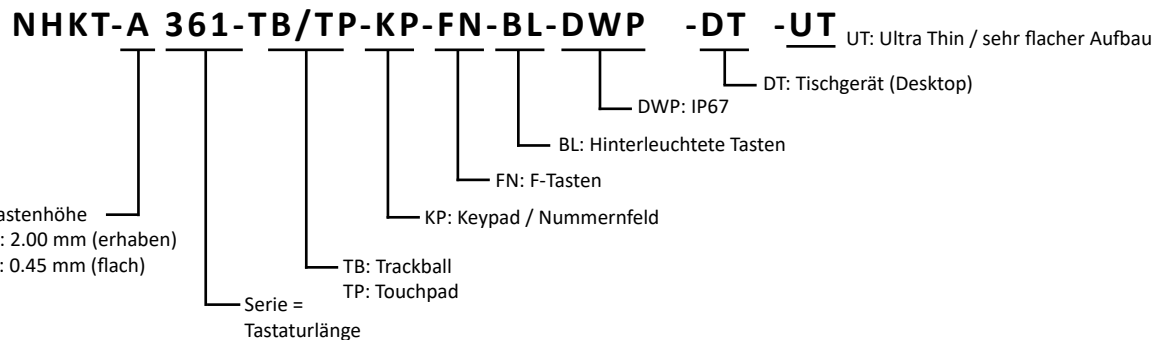 NHKT-A 361-TB/TP-KP-FN-BL-DWP -DT -UT UT: Ultra Thin / sehr flacher Aufbau
DT: Tischgerät (Desktop)
DWP: IP67
BL: Hinterleuchtete Tasten
FN: F-Tasten
KP: Keypad / Nummernfeld
astenhöhe
: 2.00 mm (erhaben)
: 0.45 mm (flach)
TB: Trackball
TP: Touchpad
Serie =
Tastaturlänge